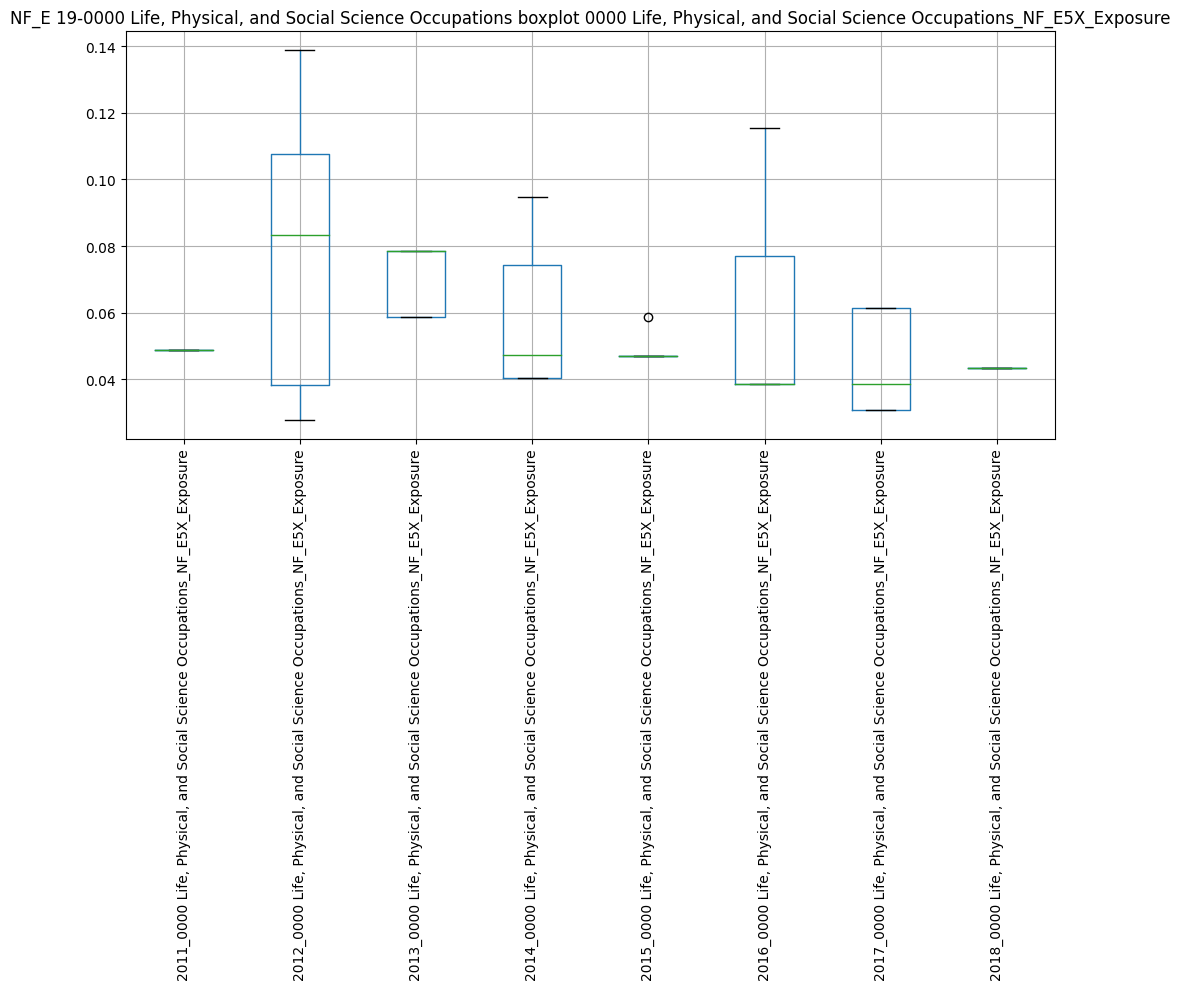 NF_E 19-0000 Life, Physical, and Social Science Occupations boxplot 0000 Life, Physical, and Social Science Occupations_NF_E5X_Exposure
0.14
0.12
0.10
0.08
0.06
0.04
2011_0000 Life, Physical, and Social Science Occupations_NF_E5X_Exposure
2012_0000 Life, Physical, and Social Science Occupations_NF_E5X_Exposure
2013_0000 Life, Physical, and Social Science Occupations_NF_E5X_Exposure
2014_0000 Life, Physical, and Social Science Occupations_NF_E5X_Exposure
2015_0000 Life, Physical, and Social Science Occupations_NF_E5X_Exposure
2016_0000 Life, Physical, and Social Science Occupations_NF_E5X_Exposure
2017_0000 Life, Physical, and Social Science Occupations_NF_E5X_Exposure
2018_0000 Life, Physical, and Social Science Occupations_NF_E5X_Exposure